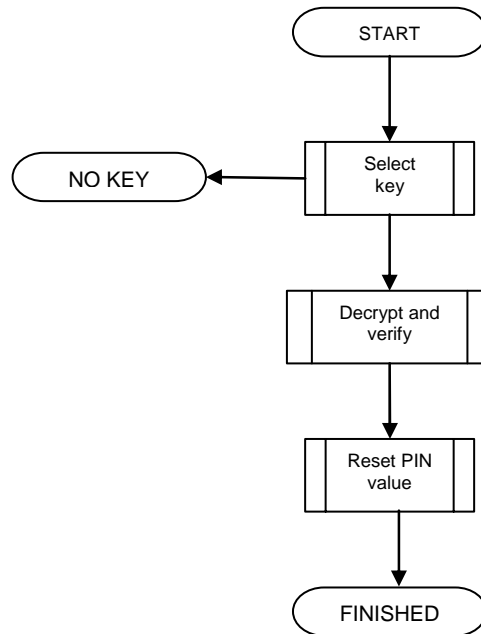 START
Select
key
NO KEY
Decrypt and
verify
Reset PIN
value
FINISHED